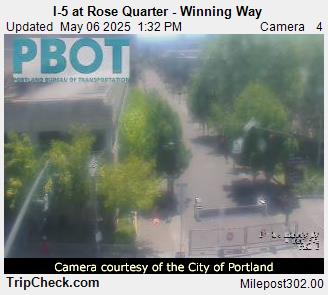 I-5 at Rose Quarter - Winning Way
Updated May 06 2025 1:32 PM Camera 4
PBOT
PORTLAND BUREAU OF TRANSPORTATION
Camera courtesy of the City of Portland
TripCheck.com Milepost302.00